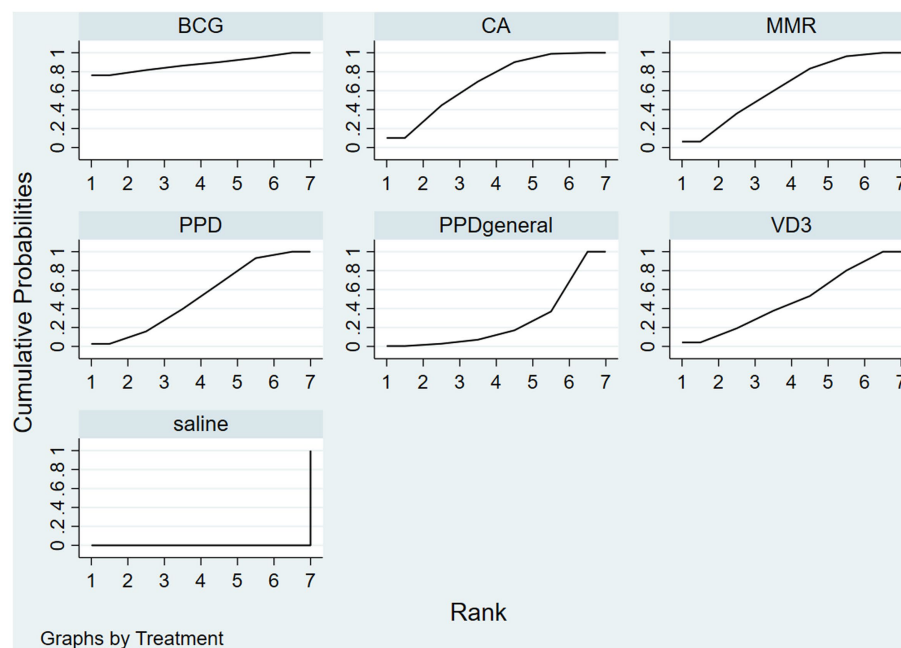 BCG CA MMR
0 .2 .4 .6 .8 1 0 .2 .4 .6 .8 1 0 .2 .4 .6 .8 1
1 2 3 4 5 6 7 1 2 3 4 5 6 7 1 2 3 4 5 6 7
PPD PPDgeneral VD3
0 .2 .4 .6 .8 1 0 .2 .4 .6 .8 1 0 .2 .4 .6 .8 1
1 2 3 4 5 6 7 1 2 3 4 5 6 7 1 2 3 4 5 6 7
saline
0 .2 .4 .6 .8 1
1 2 3 4 5 6 7
Cumulative Probabilities
Rank
Graphs by Treatment